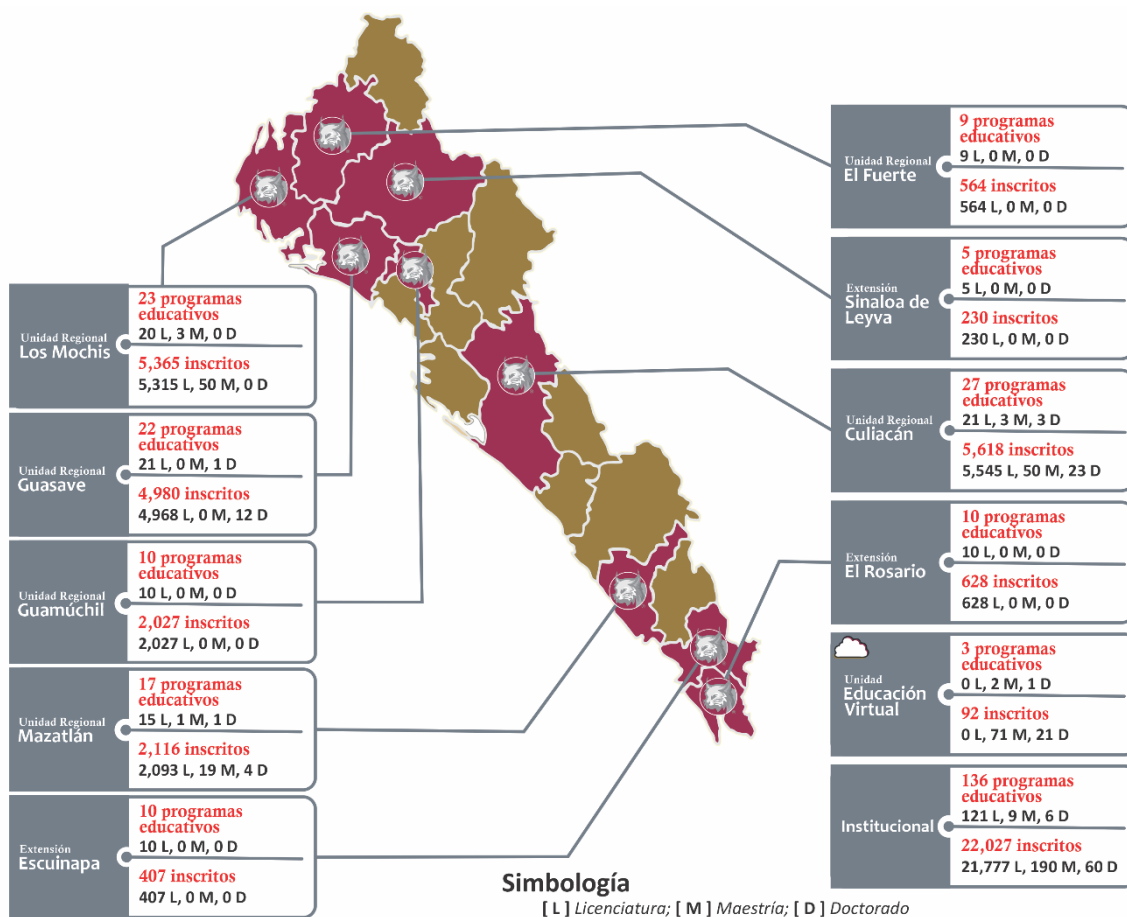 Unidad Regional
Los Mochis
23 programas
educativos
20 L, 3 M, 0 D
5,365 inscritos
5,315 L, 50 M, 0 D
Unidad Regional
Guasave
22 programas
educativos
21 L, 0 M, 1 D
4,980 inscritos
4,968 L, 0 M, 12 D
Unidad Regional
Guamúchil
10 programas
educativos
10 L, 0 M, 0 D
2,027 inscritos
2,027 L, 0 M, 0 D
Unidad Regional
Mazatlán
17 programas
educativos
15 L, 1 M, 1 D
2,116 inscritos
2,093 L, 19 M, 4 D
Extensión
Escuinapa
10 programas
educativos
10 L, 0 M, 0 D
407 inscritos
407 L, 0 M, 0 D
Unidad Regional
El Fuerte
9 programas
educativos
9 L, 0 M, 0 D
564 inscritos
564 L, 0 M, 0 D
Extensión
Sinaloa de
Leyva
5 programas
educativos
5 L, 0 M, 0 D
230 inscritos
230 L, 0 M, 0 D
Unidad Regional
Culiacán
27 programas
educativos
21 L, 3 M, 3 D
5,618 inscritos
5,545 L, 50 M, 23 D
Extensión
El Rosario
10 programas
educativos
10 L, 0 M, 0 D
628 inscritos
628 L, 0 M, 0 D
Unidad
Educación
Virtual
3 programas
educativos
0 L, 2 M, 1 D
92 inscritos
0 L, 71 M, 21 D
Institucional
136 programas
educativos
121 L, 9 M, 6 D
22,027 inscritos
21,777 L, 190 M, 60 D
Simbología
[ L ] Licenciatura; [ M ] Maestría; [ D ] Doctorado